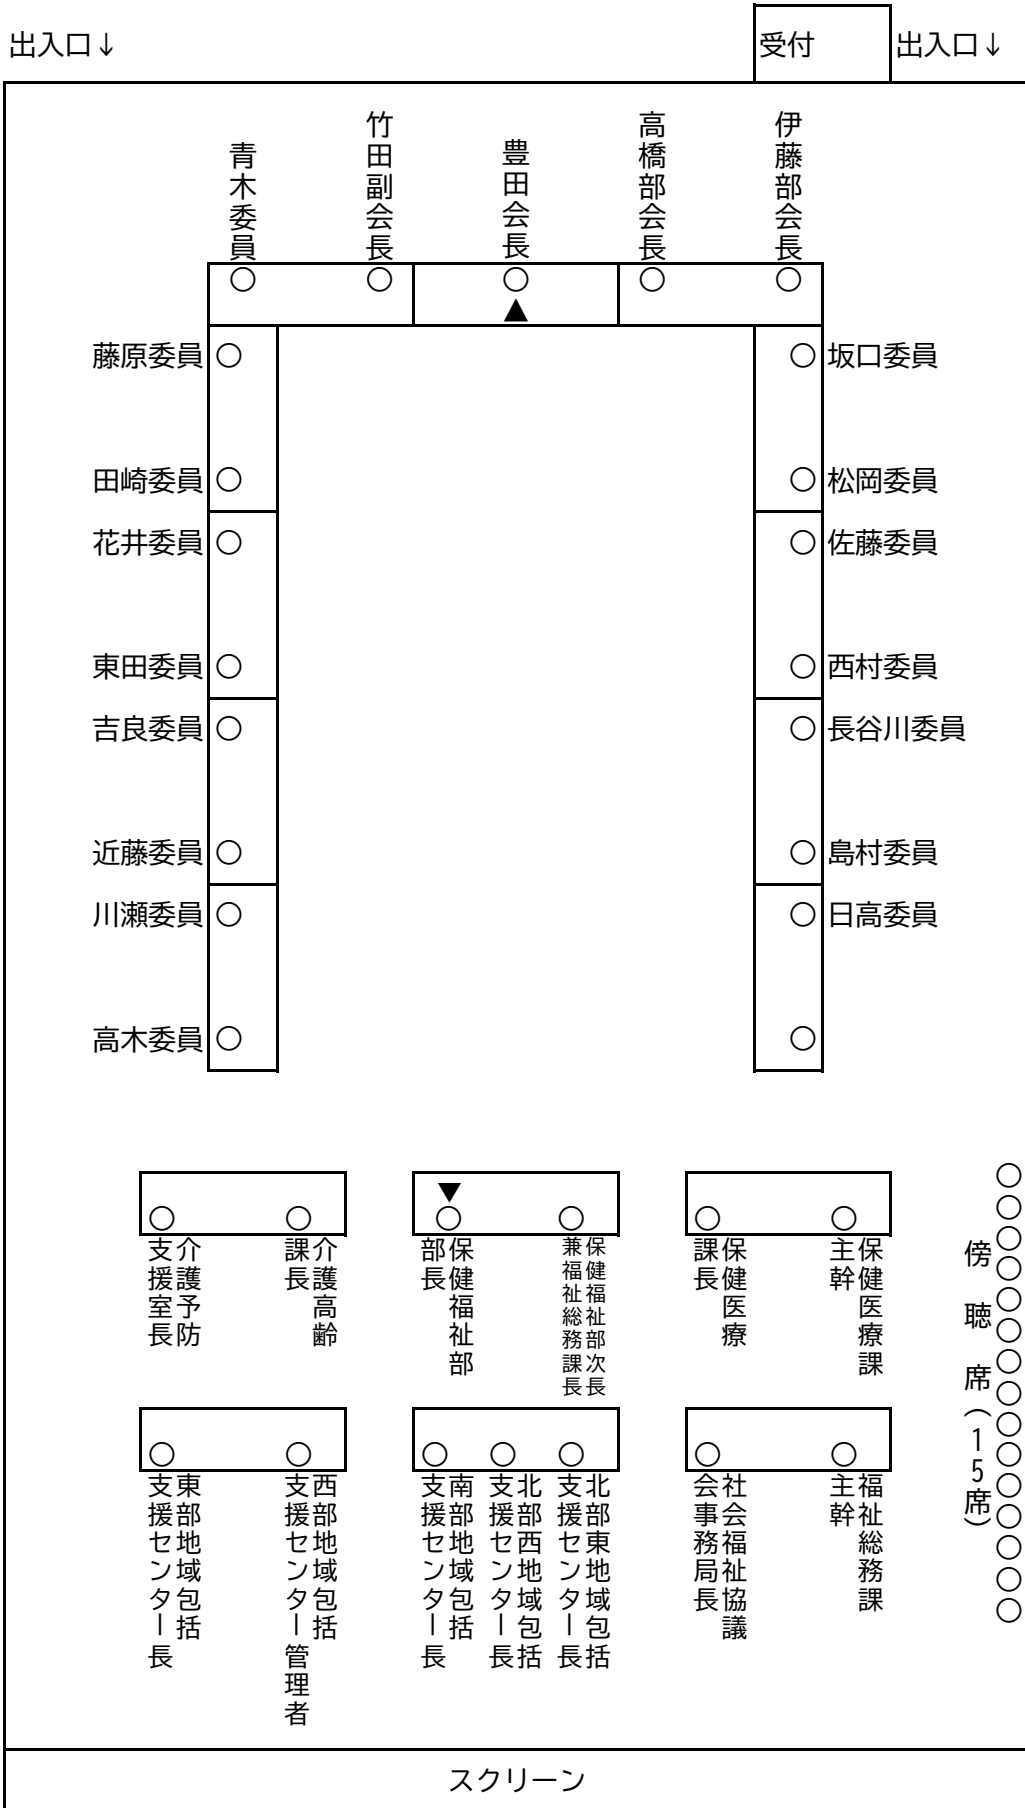 出入口↓
受付
出入口↓
青木委員
竹田副会長
豊田会長
高橋部会長
伊藤部会長
○ ○ ○ ○ ○
▲
藤原委員 ○
○ 坂口委員
田崎委員 ○
○ 松岡委員
花井委員 ○
○ 佐藤委員
東田委員 ○
○ 西村委員
吉良委員 ○
○ 長谷川委員
近藤委員 ○
○ 島村委員
川瀬委員 ○
○ 日高委員
高木委員 ○
○
▼
○ ○ ○ ○ ○ ○
介護予防
支援室長
介護高齢
課長
保健福祉部
部長
保健福祉部次長
兼福祉総務課長
保健医療
課長
保健医療課
主幹
○ ○ ○ ○ ○ ○ ○
東部地域包括
支援センター長
西部地域包括
支援センター管理者
南部地域包括
支援センター長
北部西地域包括
支援センター長
北部東地域包括
支援センター長
社会福祉協議
会事務局長
福祉総務課
主幹
○○○○○○○○○○○○○○○
傍聴席(15席)
スクリーン